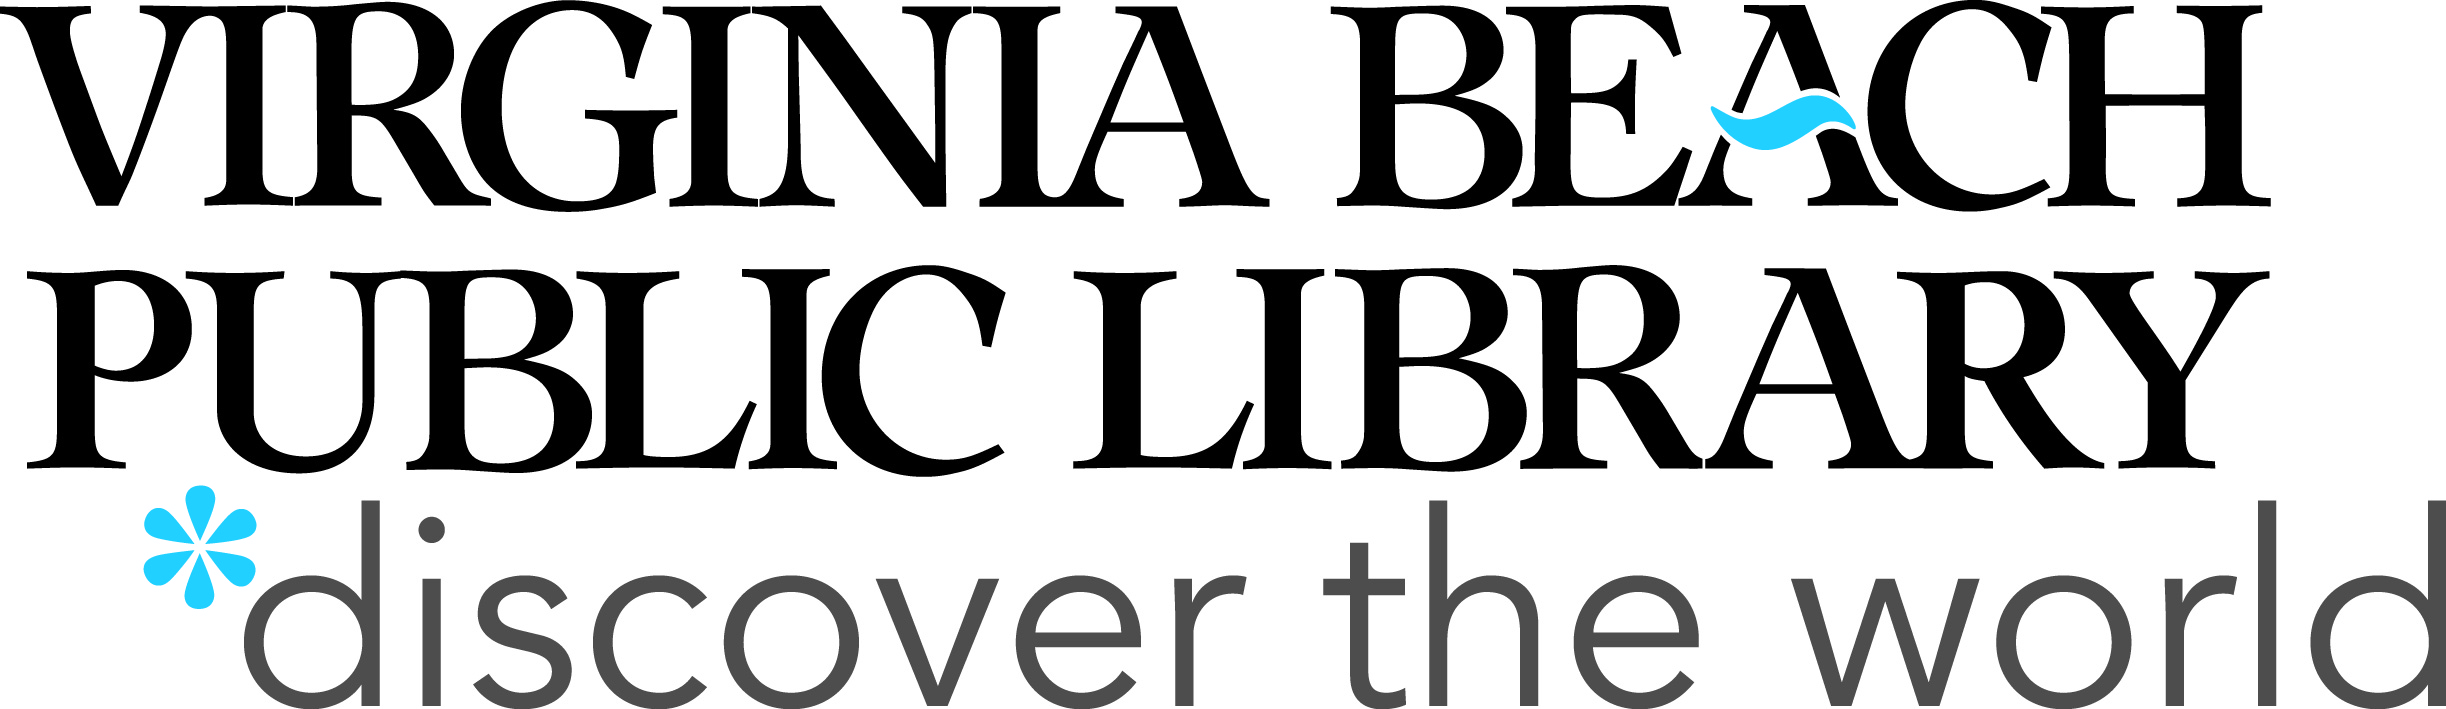 VIRGINIA BEACH
PUBLIC LIBRARY
*discover the world